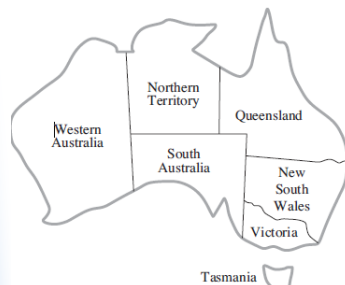 Northern
Territory
Queensland
Western
Australia
South
Australia
New
South
Wales
Victoria
Tasmania